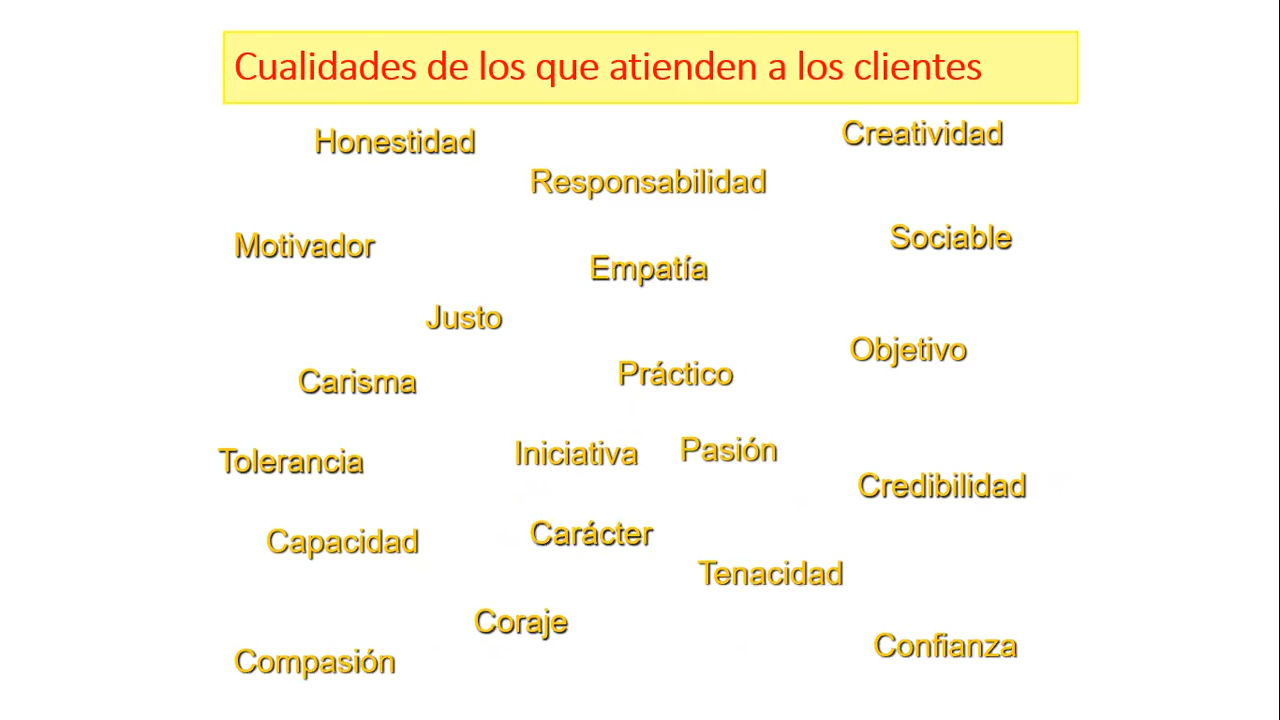 Cualidades de los que atienden a los clientes
Honestidad
Creatividad
Responsabilidad
Motivador
Sociable
Empatía
Justo
Objetivo
Carisma
Práctico
Tolerancia
Iniciativa
Pasión
Credibilidad
Capacidad
Carácter
Tenacidad
Coraje
Confianza
Compasión